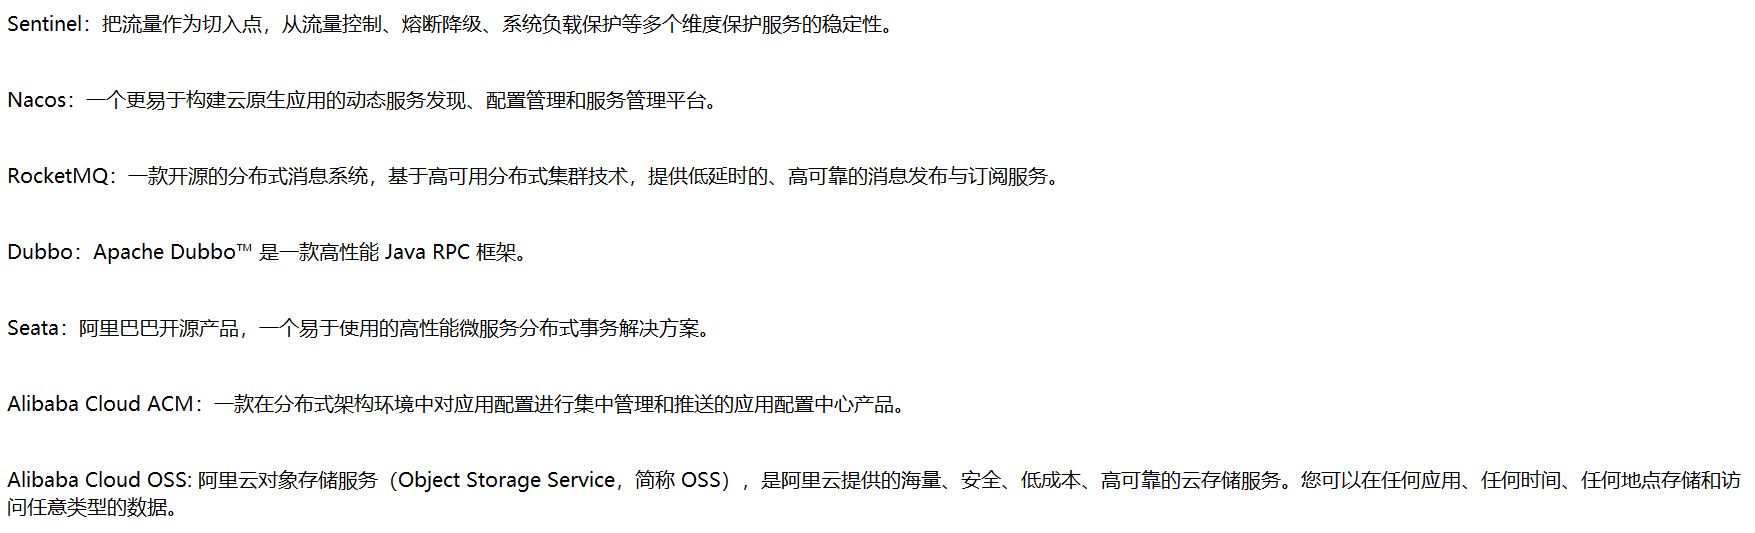 Sentinel：把流量作为切入点，从流量控制、熔断降级、系统负载保护等多个维度保护服务的稳定性。
Nacos：一个更易于构建云原生应用的动态服务发现、配置管理和服务管理平台。
RocketMQ：一款开源的分布式消息系统，基于高可用分布式集群技术，提供低延时的、高可靠的消息发布与订阅服务。
Dubbo：Apache Dubbo™ 是一款高性能 Java RPC 框架。
Seata：阿里巴巴开源产品，一个易于使用的高性能微服务分布式事务解决方案。
Alibaba Cloud ACM：一款在分布式架构环境中对应用配置进行集中管理和推送的应用配置中心产品。
Alibaba Cloud OSS: 阿里云对象存储服务（Object Storage Service，简称 OSS），是阿里云提供的海量、安全、低成本、高可靠的云存储服务。您可以在任何应用、任何时间、任何地点存储和访
问任意类型的数据。